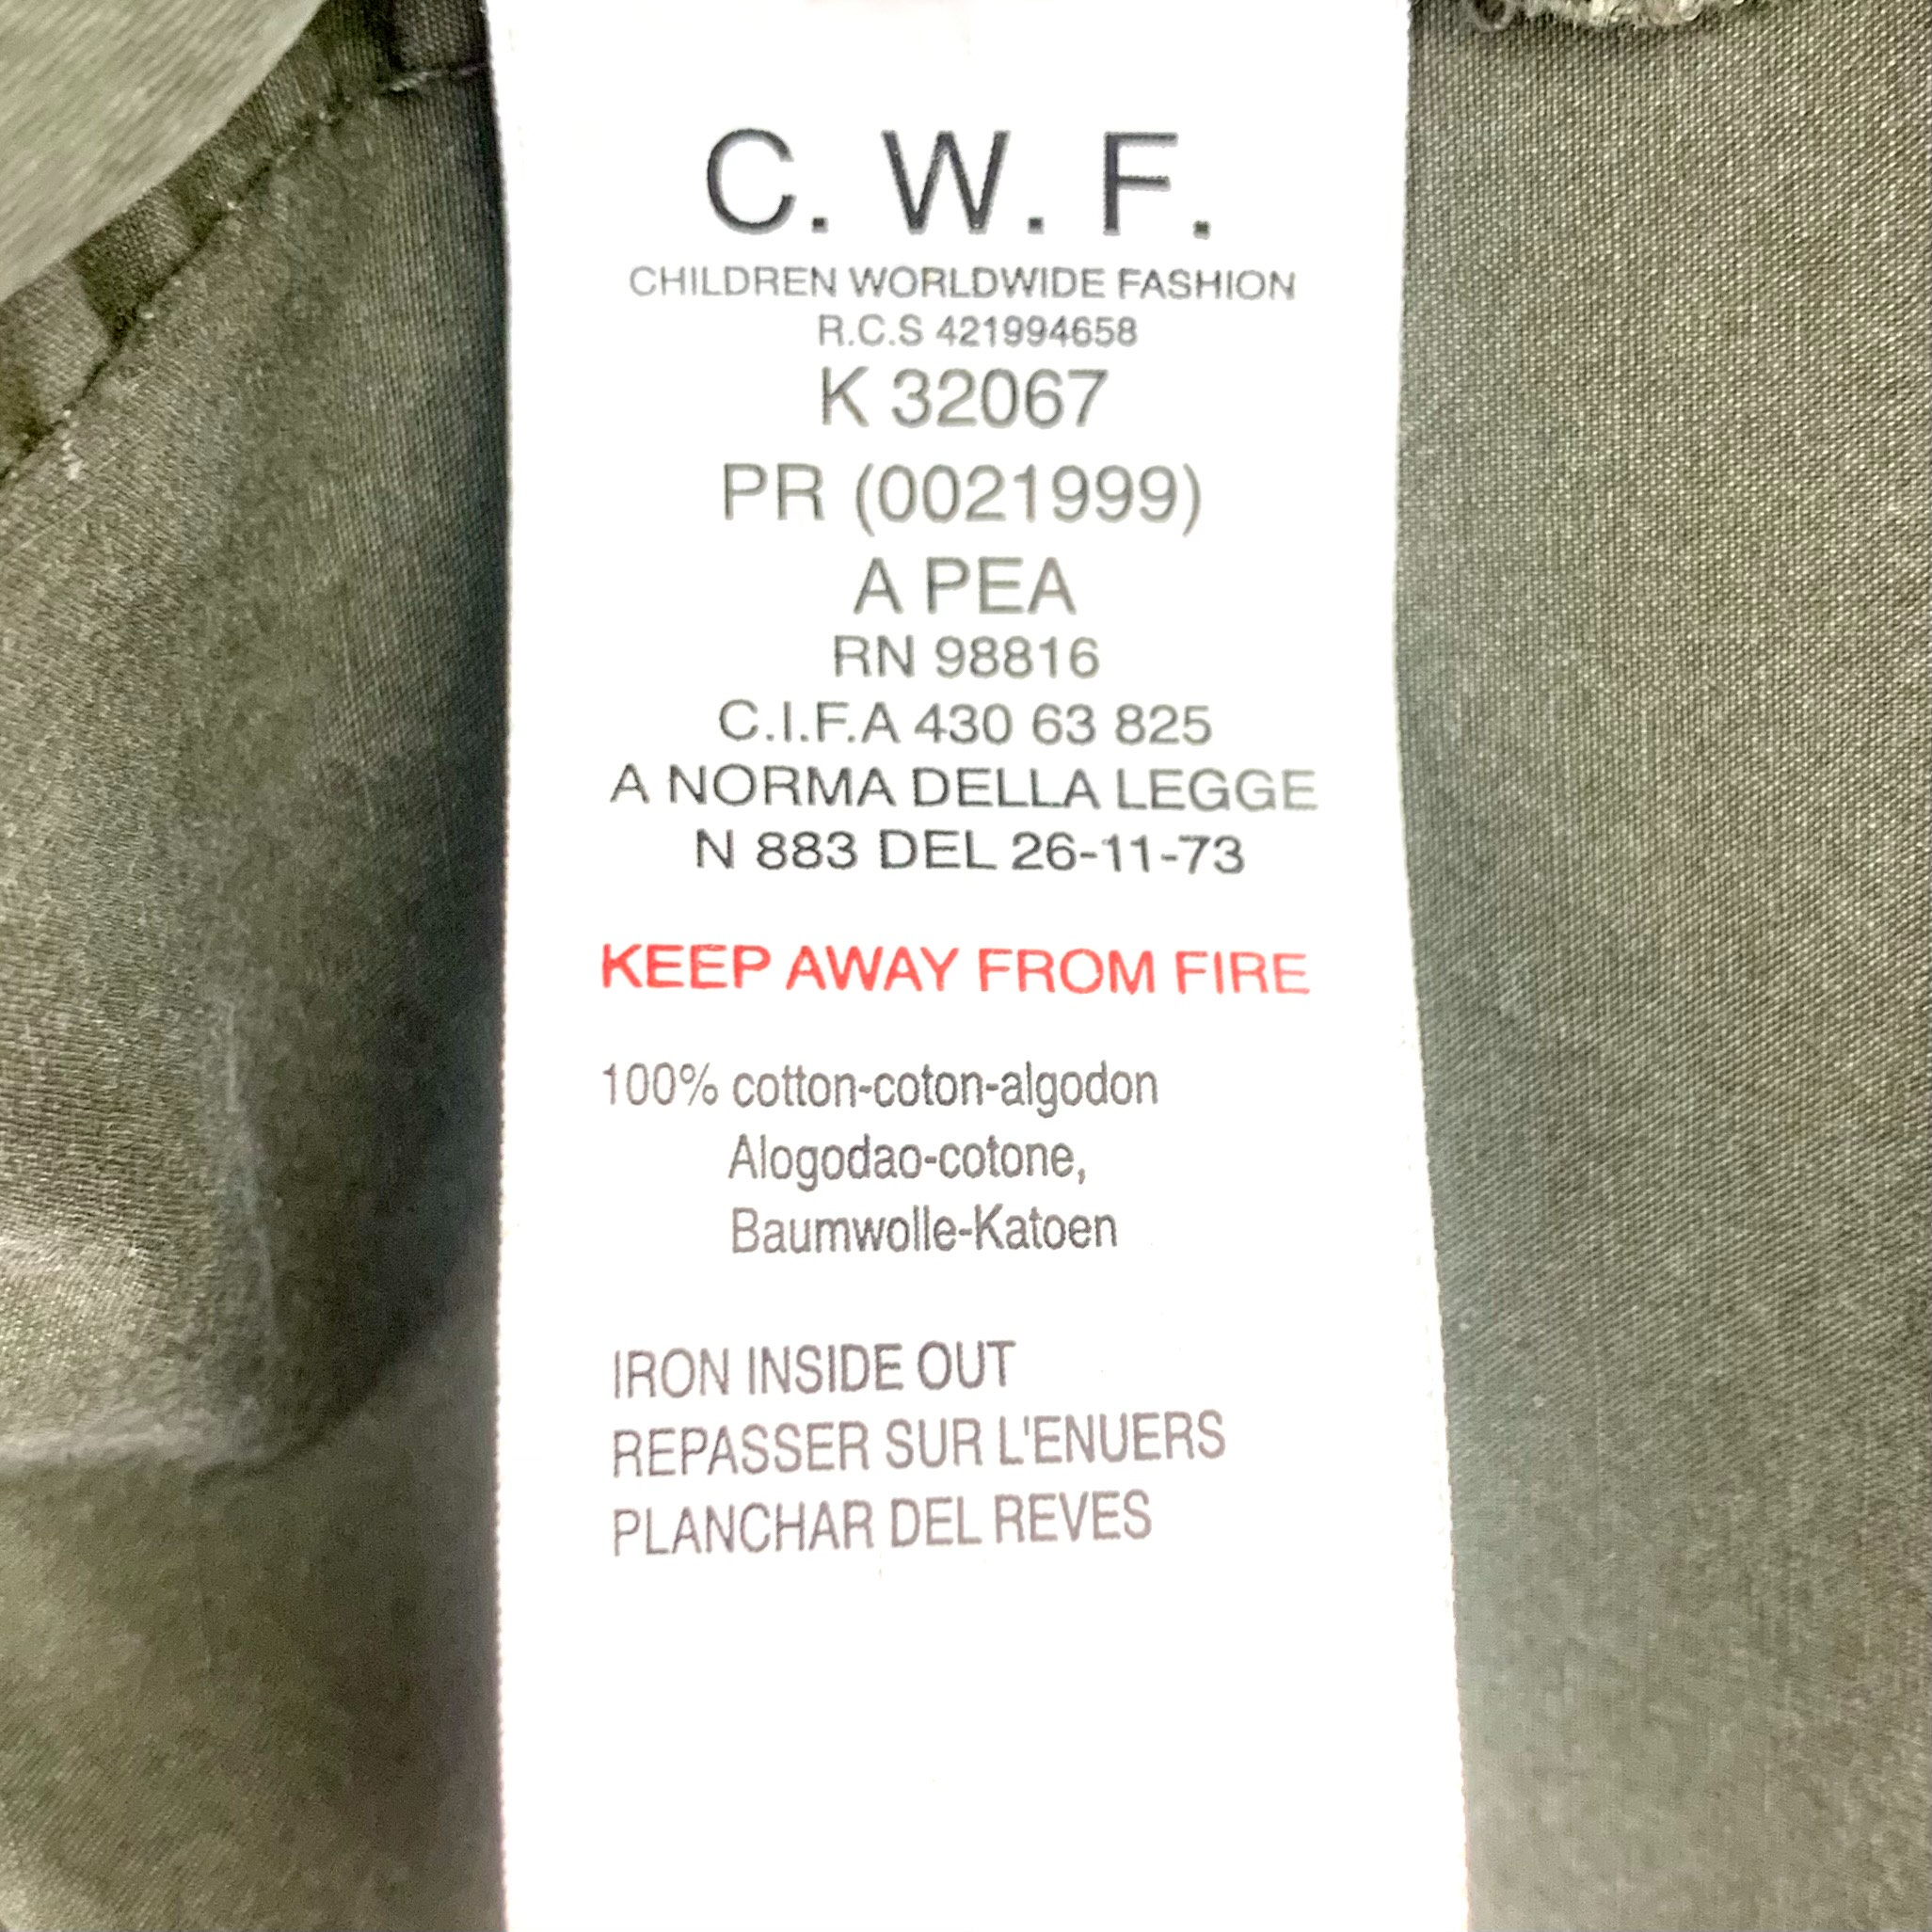 C. W. F.
CHILDREN WORLDWIDE FASHION
R.C.S 421994658
K 32067
PR (0021999)
A PEA
RN 98816
C.I.F.A 430 63 825
A NORMA DELLA LEGGE
N 883 DEL 26-11-73
KEEP AWAY FROM FIRE
100% cotton-coton-algodon
Alogodao-cotone,
Baumwolle-Katoen
IRON INSIDE OUT
REPASSER SUR L'ENUERS
PLANCHAR DEL REVES